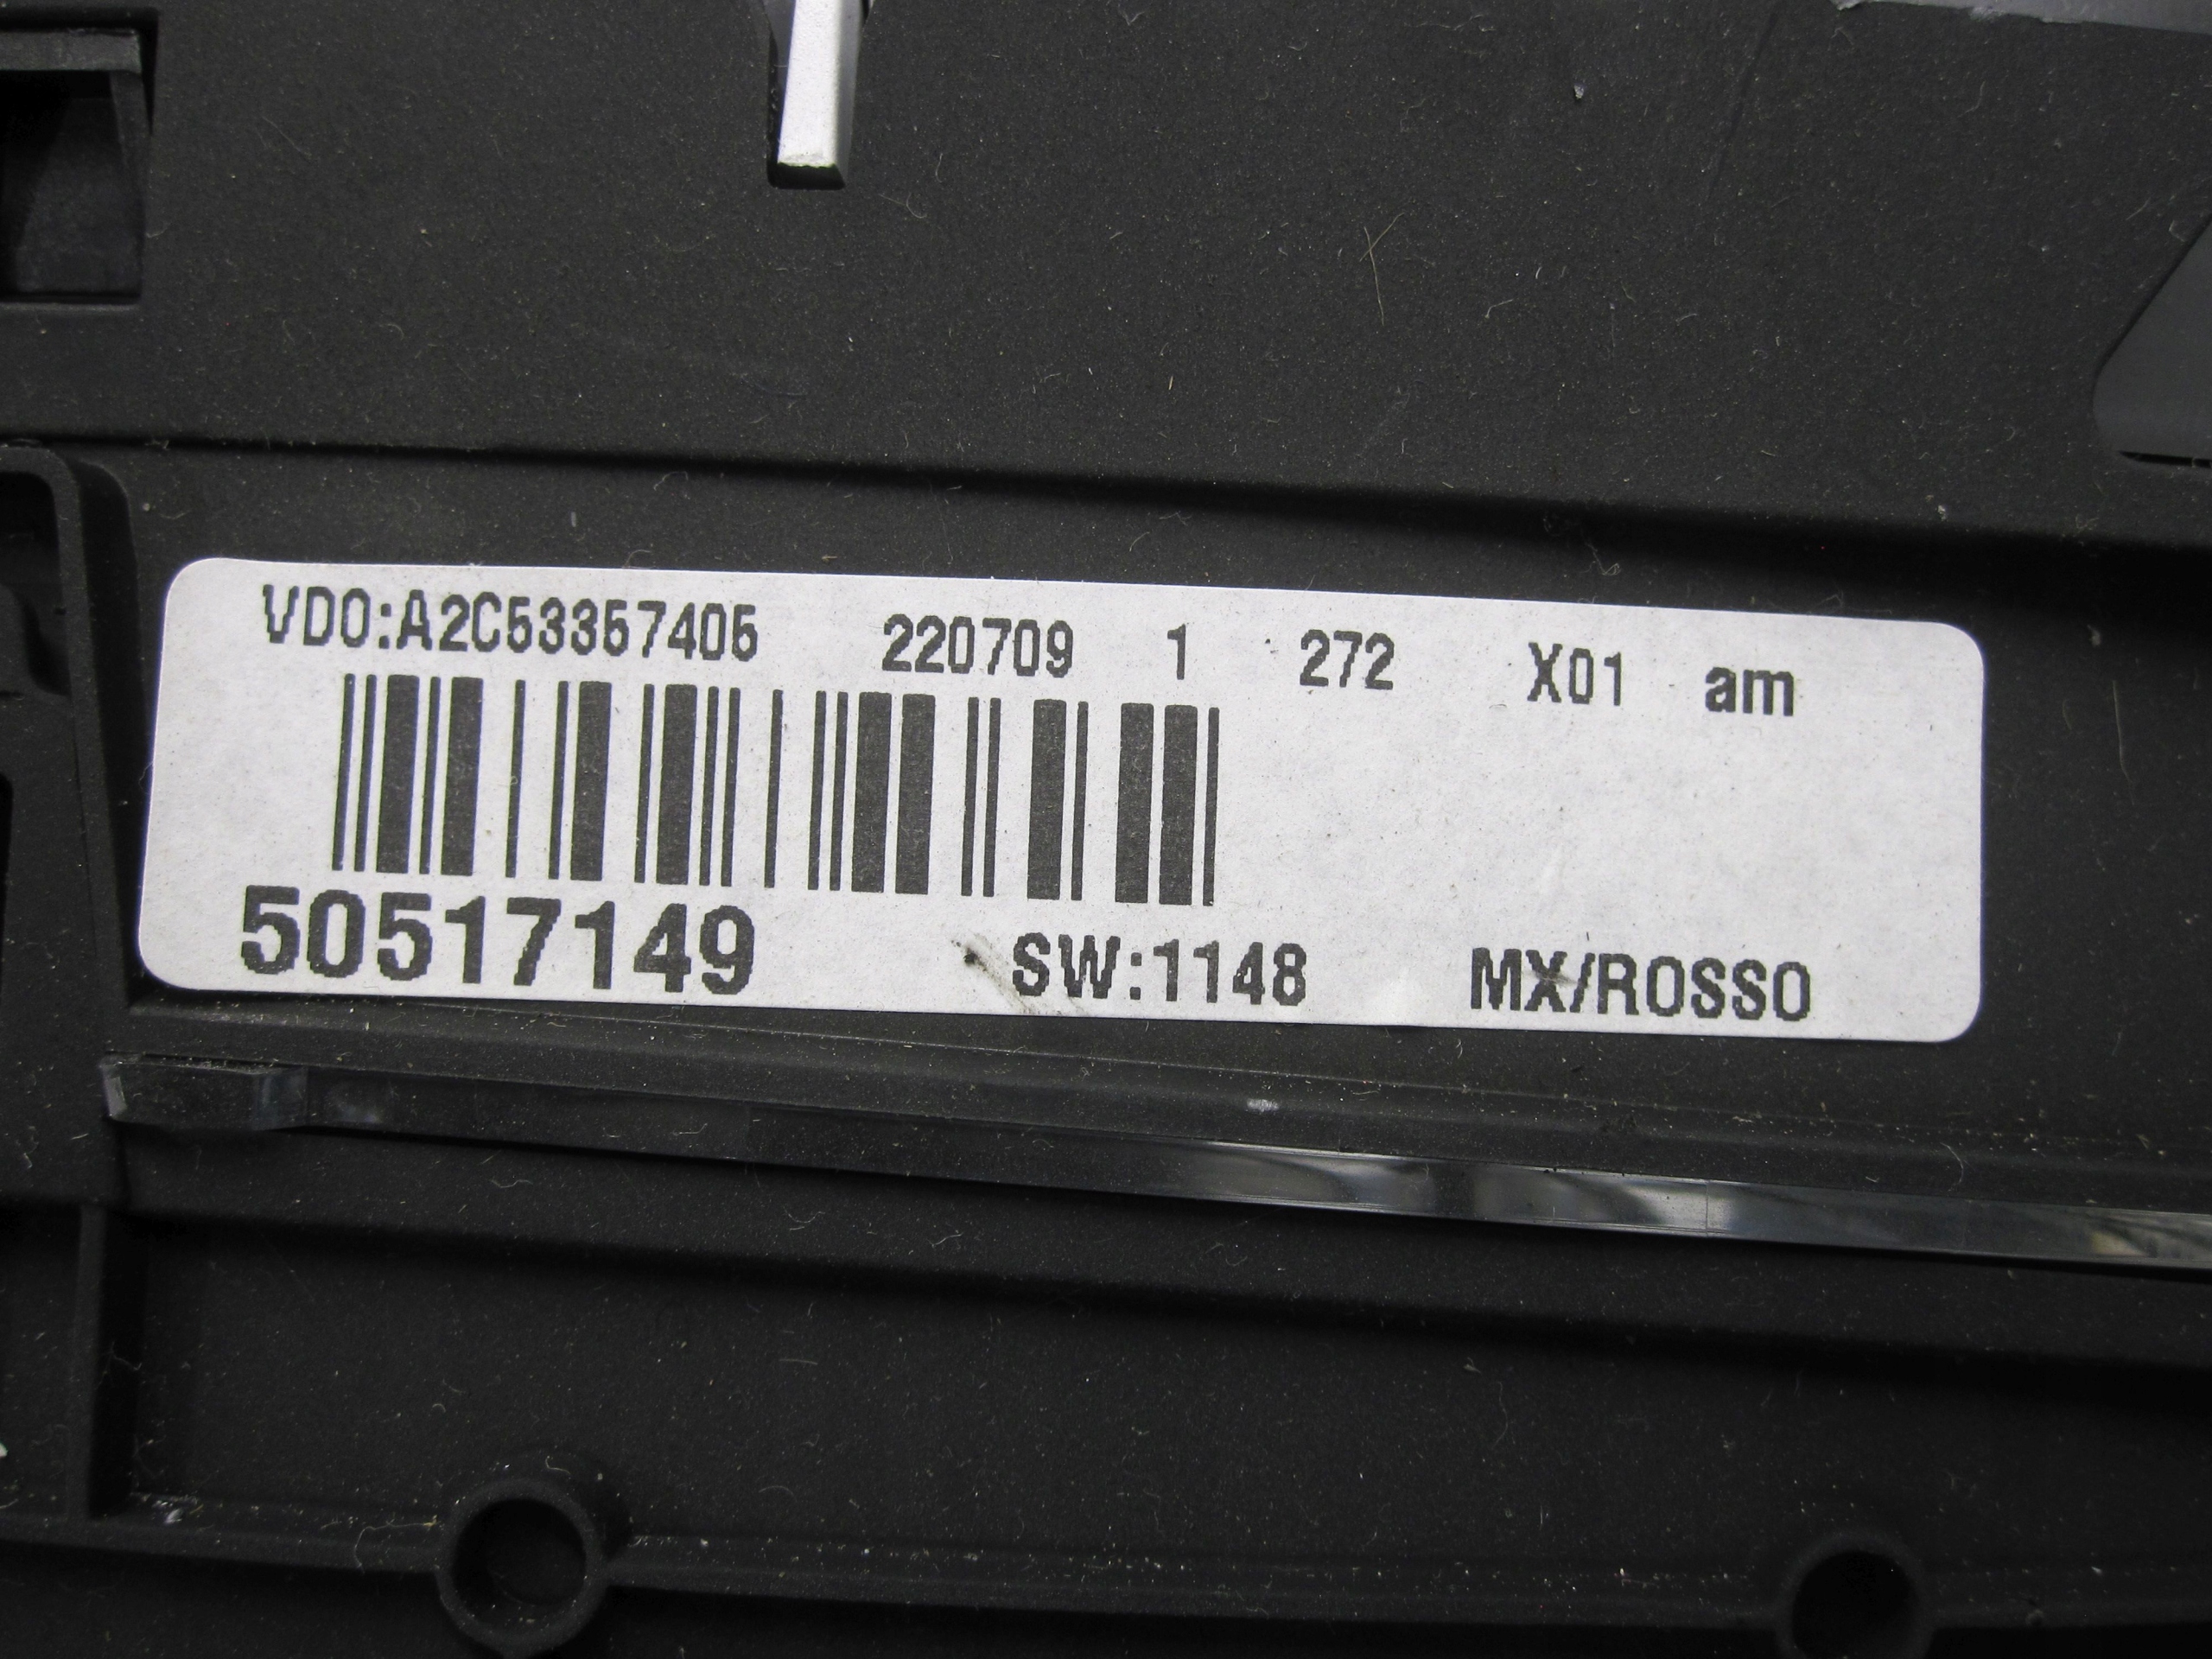 VDO:A2C53357405 220709 1 272 X01 am
50517149 SW:1148 MX/ROSSO